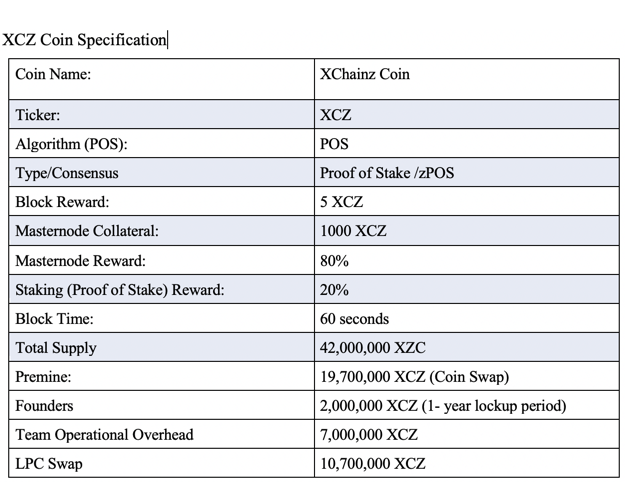 XCZ Coin Specification
Coin Name: XChainz Coin
Ticker: XCZ
Algorithm (POS): POS
Type/Consensus Proof of Stake /zPOS
Block Reward: 5 XCZ
Masternode Collateral: 1000 XCZ
Masternode Reward: 80%
Staking (Proof of Stake) Reward: 20%
Block Time: 60 seconds
Total Supply 42,000,000 XZC
Premine: 19,700,000 XCZ (Coin Swap)
Founders 2,000,000 XCZ (1- year lockup period)
Team Operational Overhead 7,000,000 XCZ
LPC Swap 10,700,000 XCZ